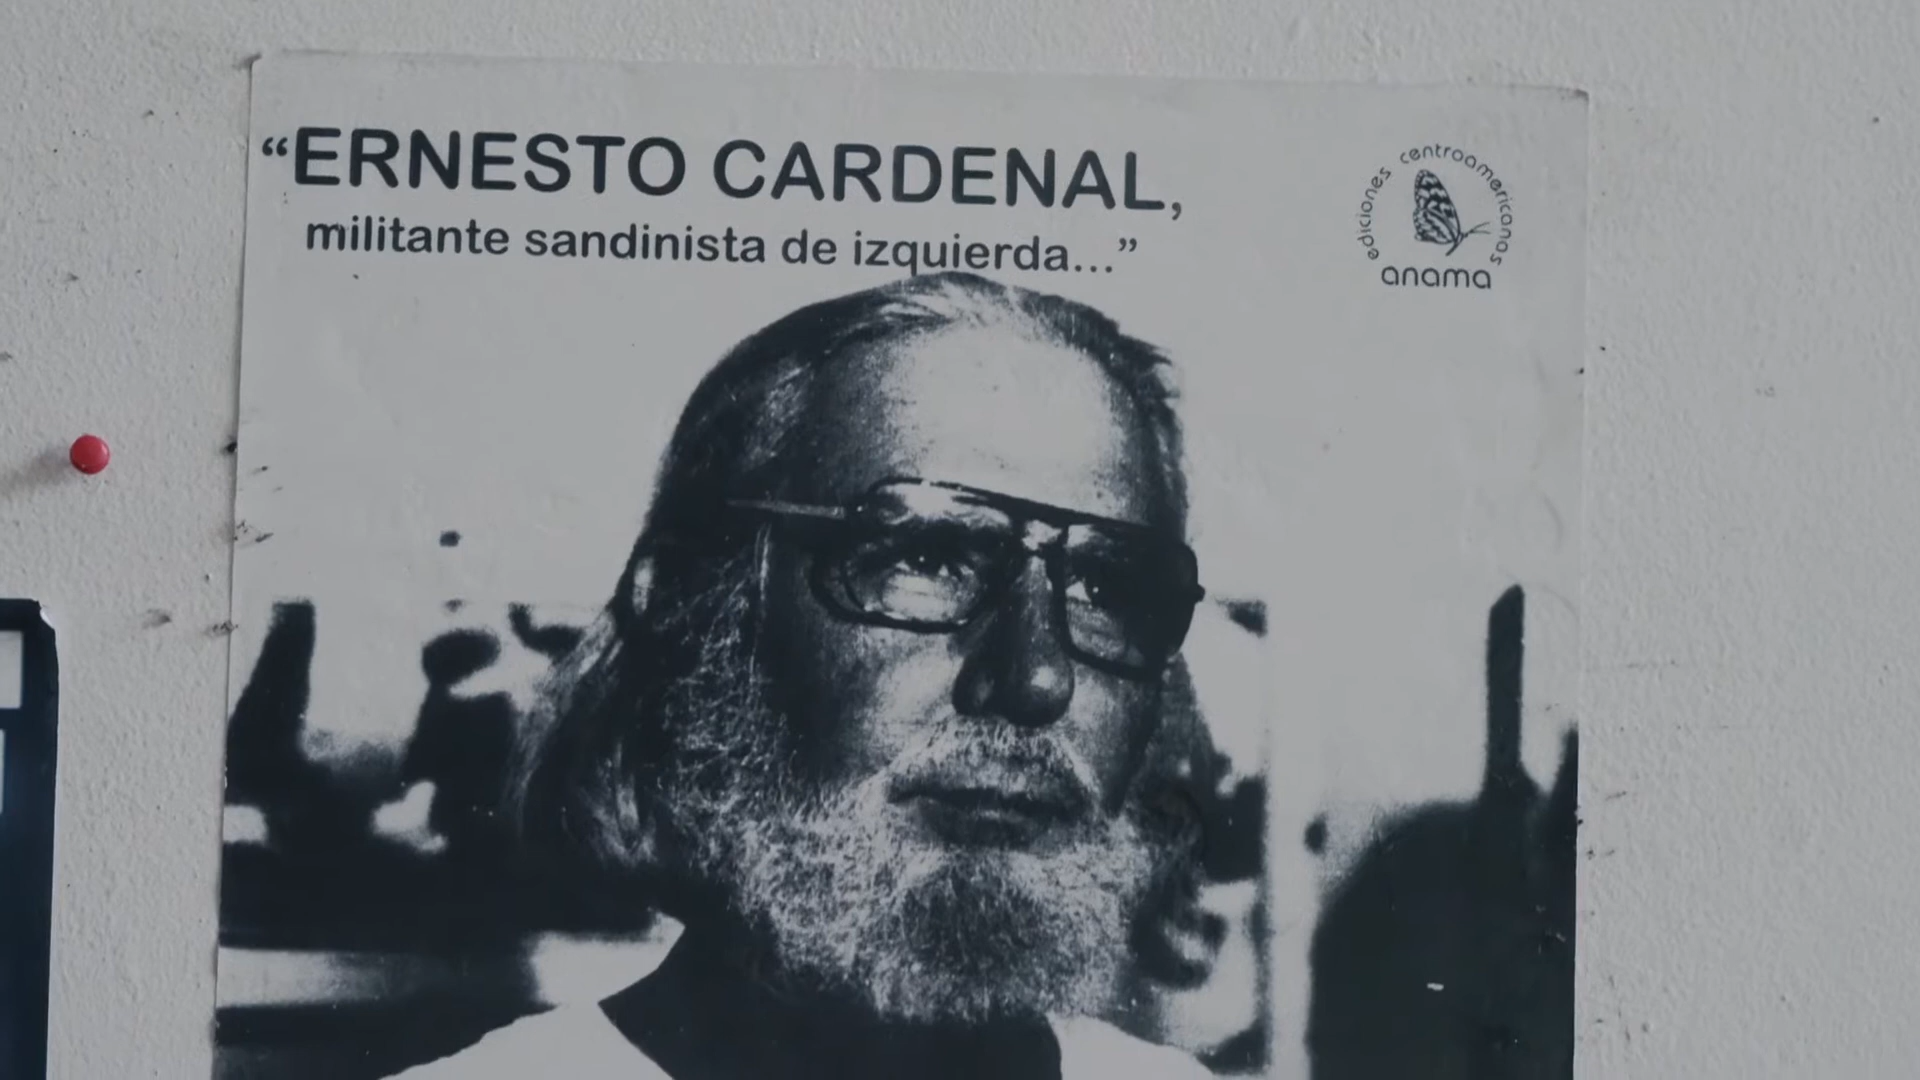 “ERNESTO CARDENAL,
militante sandinista de izquierda...”
ediciones centroamericanas
anama